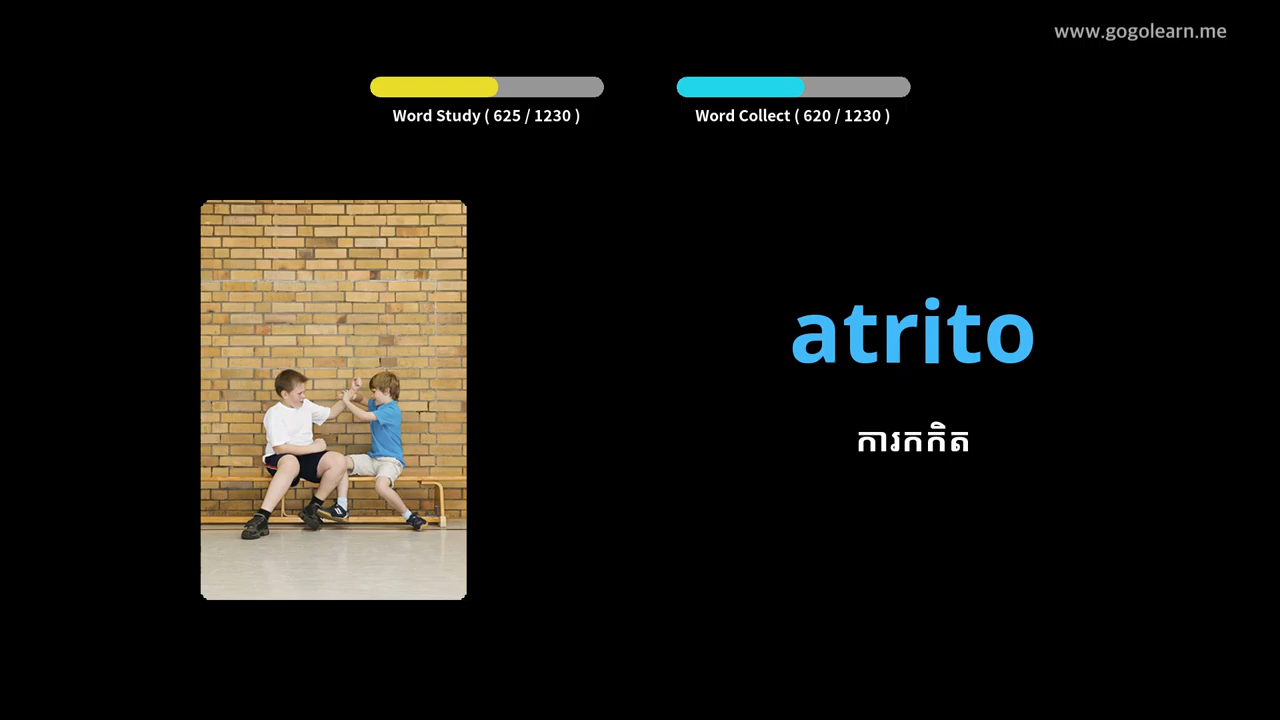 www.gogolearn.me
Word Study ( 625 / 1230 )
Word Collect ( 620 / 1230 )
atrito
ការកកិត